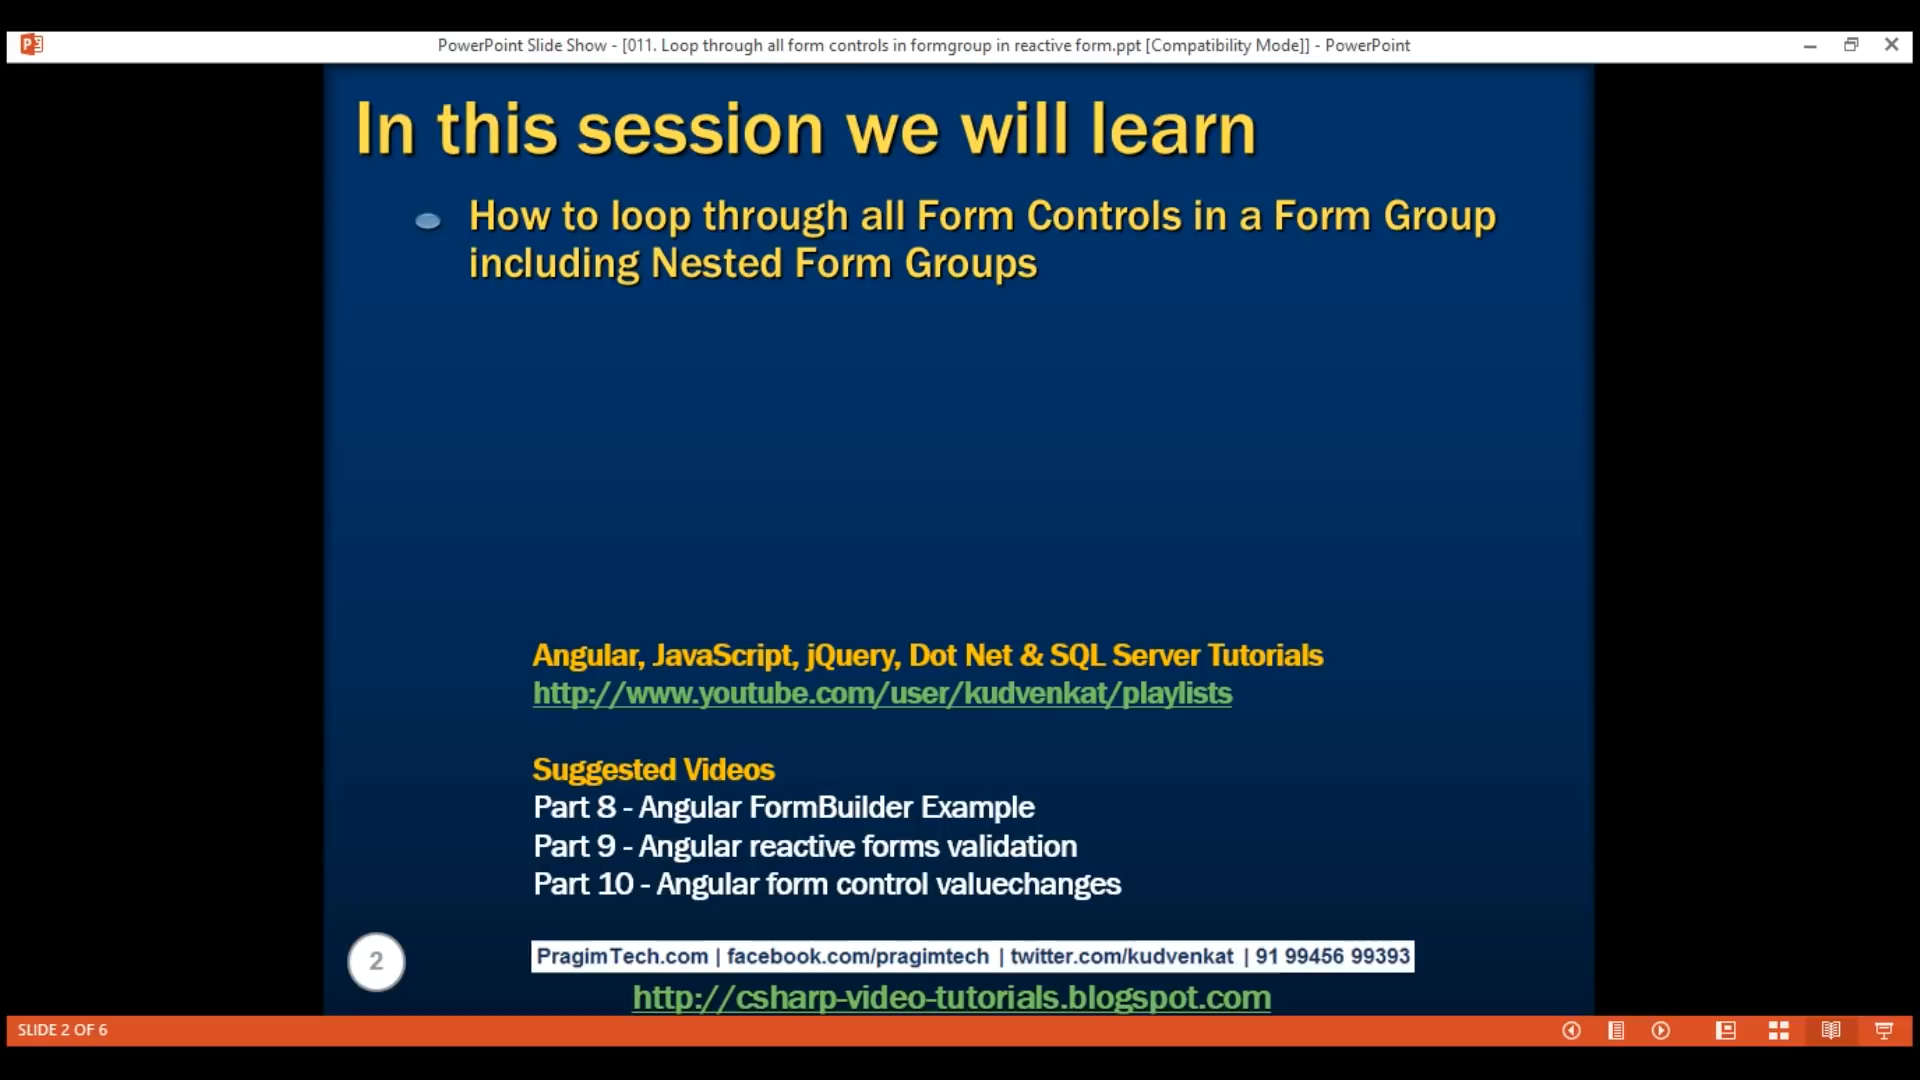 PowerPoint Slide Show - [011. Loop through all form controls in formgroup in reactive form.ppt [Compatibility Mode]] - PowerPoint
In this session we will learn
How to loop through all Form Controls in a Form Group
including Nested Form Groups
Angular, JavaScript, jQuery, Dot Net & SQL Server Tutorials
http://www.youtube.com/user/kudvenkat/playlists
Suggested Videos
Part 8 - Angular FormBuilder Example
Part 9 - Angular reactive forms validation
Part 10 - Angular form control valuechanges
2
PragimTech.com | facebook.com/pragimtech | twitter.com/kudvenkat | 91 99456 99393
http://csharp-video-tutorials.blogspot.com
SLIDE 2 OF 6